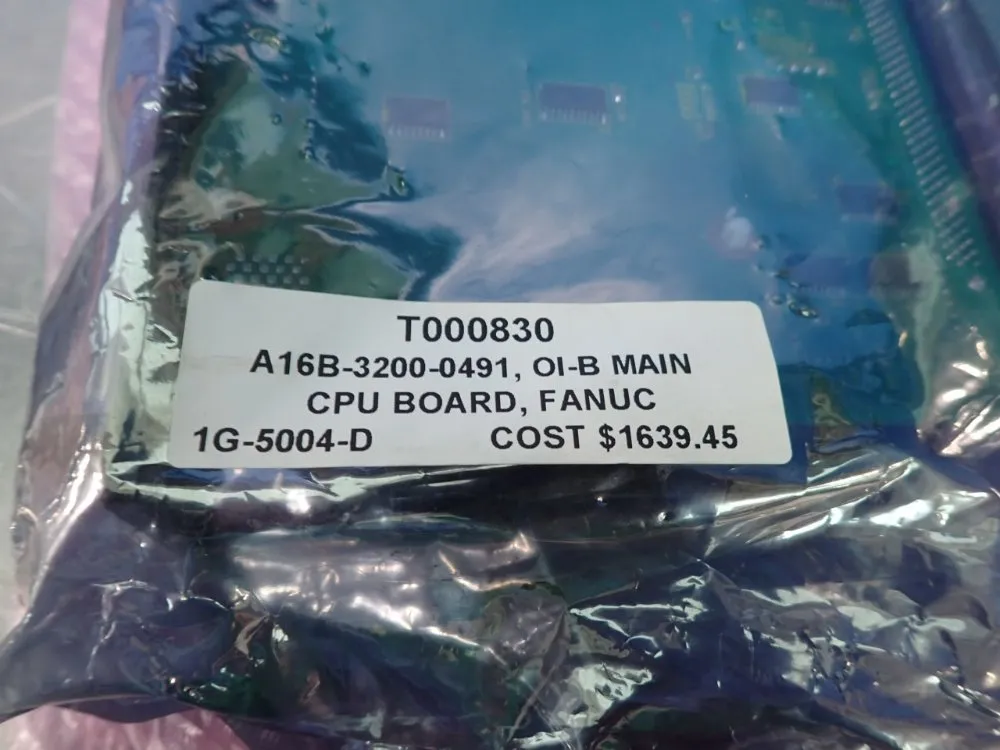 T000830
A16B-3200-0491, OI-B MAIN
CPU BOARD, FANUC
1G-5004-D COST $1639.45